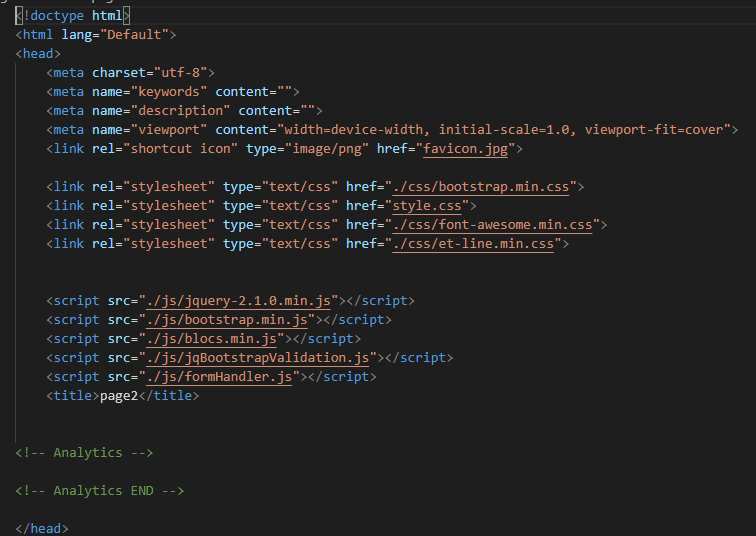 <!doctype html>
<html lang="Default">
<head>
    <meta charset="utf-8">
    <meta name="keywords" content="">
    <meta name="description" content="">
    <meta name="viewport" content="width=device-width, initial-scale=1.0, viewport-fit=cover">
    <link rel="shortcut icon" type="image/png" href="favicon.jpg">

    <link rel="stylesheet" type="text/css" href="./css/bootstrap.min.css">
    <link rel="stylesheet" type="text/css" href="style.css">
    <link rel="stylesheet" type="text/css" href="./css/font-awesome.min.css">
    <link rel="stylesheet" type="text/css" href="./css/et-line.min.css">


    <script src="./js/jquery-2.1.0.min.js"></script>
    <script src="./js/bootstrap.min.js"></script>
    <script src="./js/blocs.min.js"></script>
    <script src="./js/jqBootstrapValidation.js"></script>
    <script src="./js/formHandler.js"></script>
    <title>page2</title>


<!-- Analytics -->

<!-- Analytics END -->

</head>